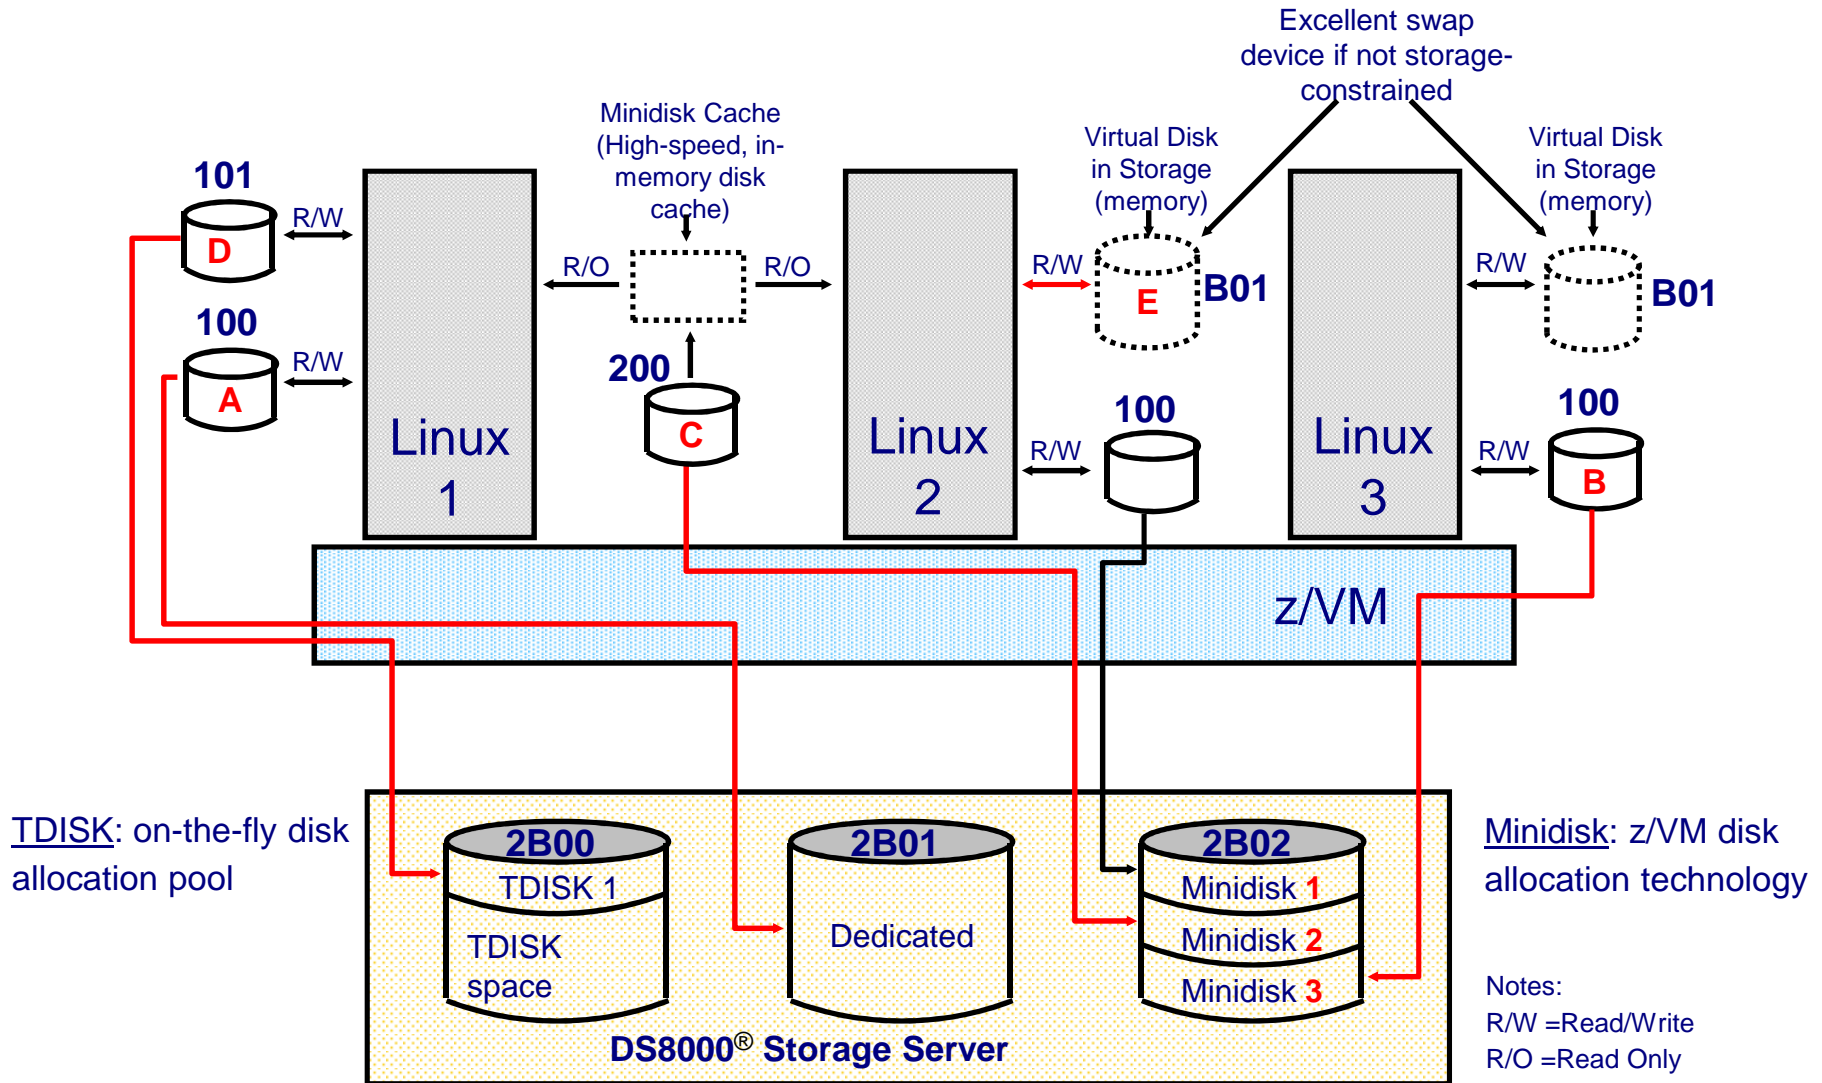 Excellent swap
device if not storage-
constrained
Minidisk Cache
(High-speed, in-
memory disk
cache)
Virtual Disk
in Storage
(memory)
Virtual Disk
in Storage
(memory)
101
D
R/W
100
A
R/W
Linux
1
R/O
R/O
200
C
Linux
2
R/W
E
B01
100
R/W
Linux
3
R/W
B01
100
R/W
B
z/VM
TDISK: on-the-fly disk
allocation pool
2B00
TDISK 1
TDISK
space
2B01
Dedicated
2B02
Minidisk 1
Minidisk 2
Minidisk 3
DS8000® Storage Server
Minidisk: z/VM disk
allocation technology
Notes:
R/W =Read/Write
R/O =Read Only